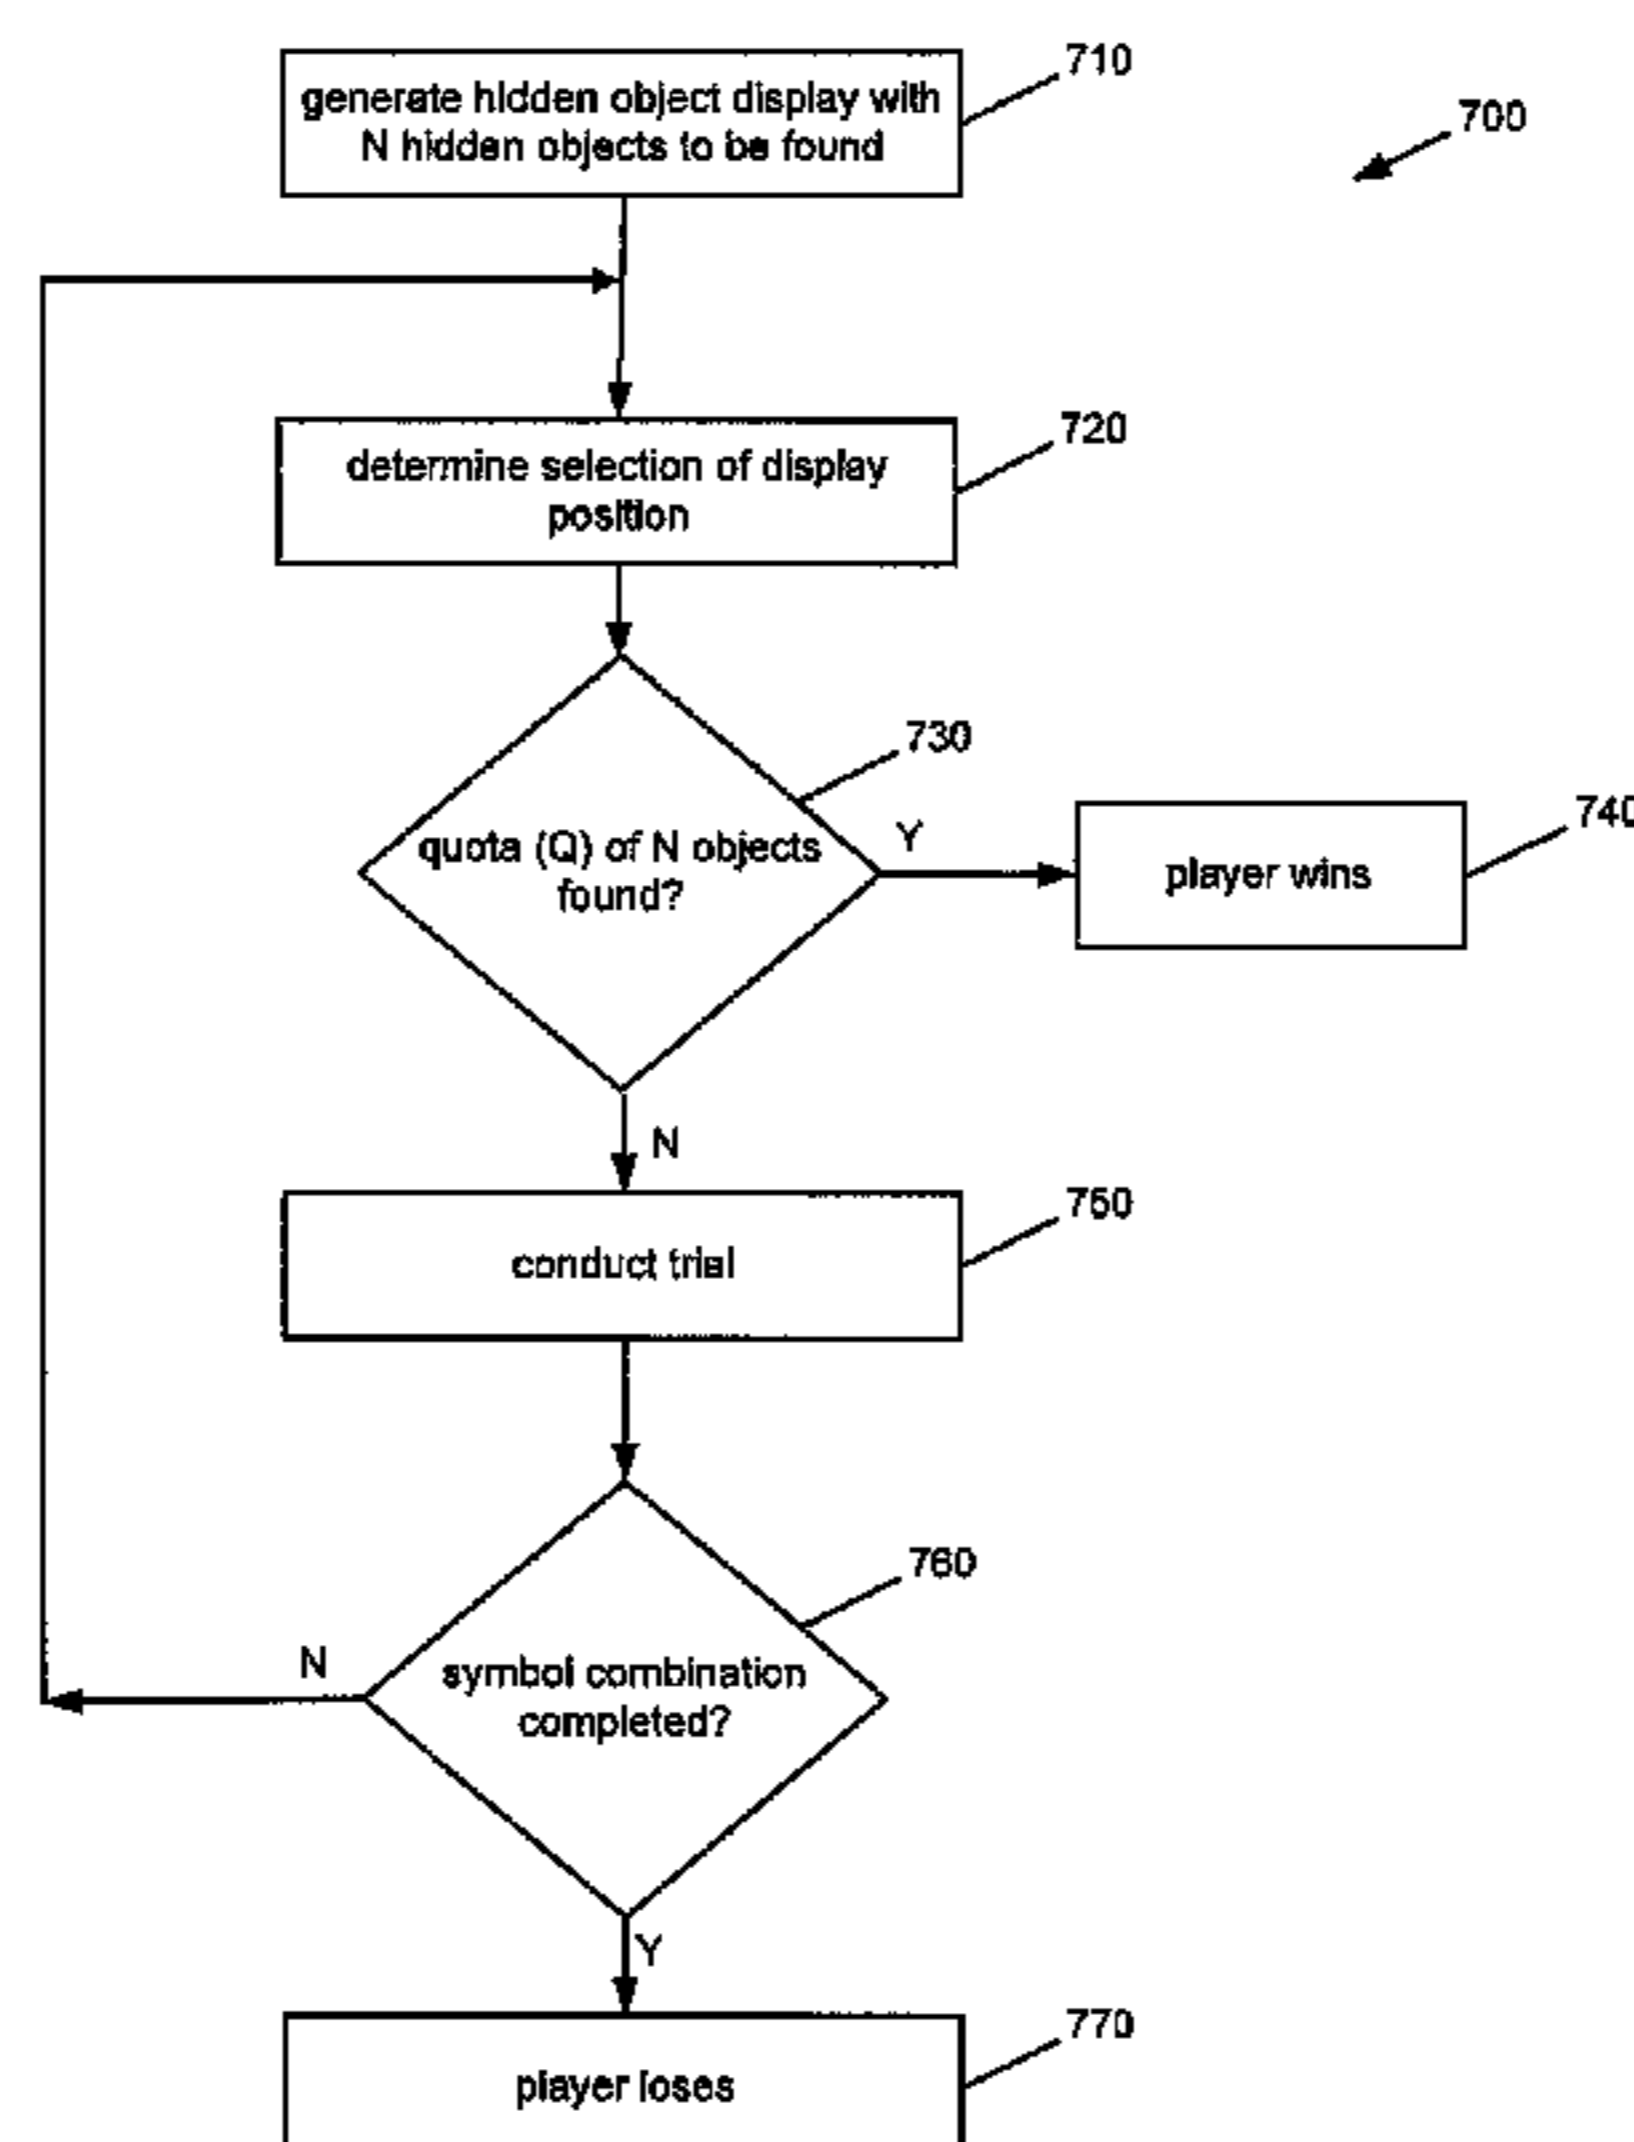 710
generate hidden object display with
N hidden objects to be found
700
720
determine selection of display
position
730
quota (Q) of N objects
found?
Y
740
player wins
N
750
conduct trial
760
N
symbol combination
completed?
Y
770
player loses